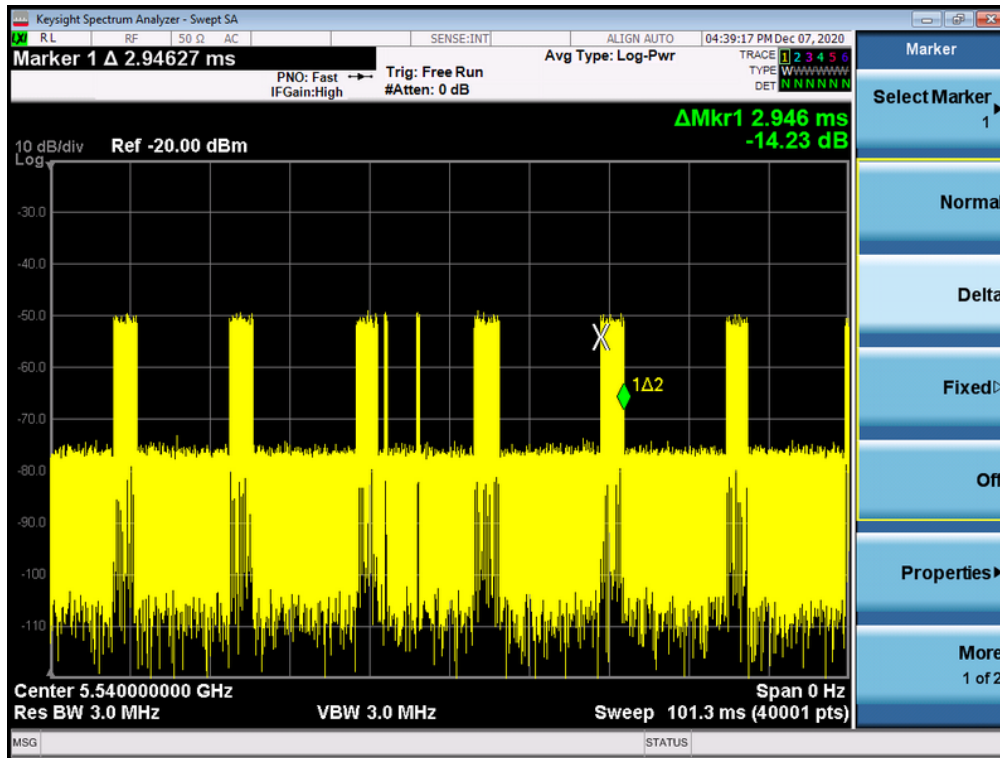 Keysight Spectrum Analyzer - Swept SA
LXI RL RF 50 Ω AC SENSE:INT ALIGN AUTO 04:39:17 PM Dec 07, 2020
Marker 1 Δ 2.94627 ms
PNO: Fast
IFGain:High
Trig: Free Run
#Atten: 0 dB
Avg Type: Log-Pwr
TRACE 1 2 3 4 5 6
TYPE WWWWWW
DET N N N N N N
ΔMkr1 2.946 ms
-14.23 dB
10 dB/div Ref -20.00 dBm
Log
-30.0
-40.0
-50.0
-60.0
-70.0
-80.0
-90.0
-100
-110
X
1Δ2
Center 5.540000000 GHz Span 0 Hz
Res BW 3.0 MHz VBW 3.0 MHz Sweep 101.3 ms (40001 pts)
MSG STATUS
Marker
Select Marker
1
Normal
Delta
Fixed
Off
Properties
More
1 of 2